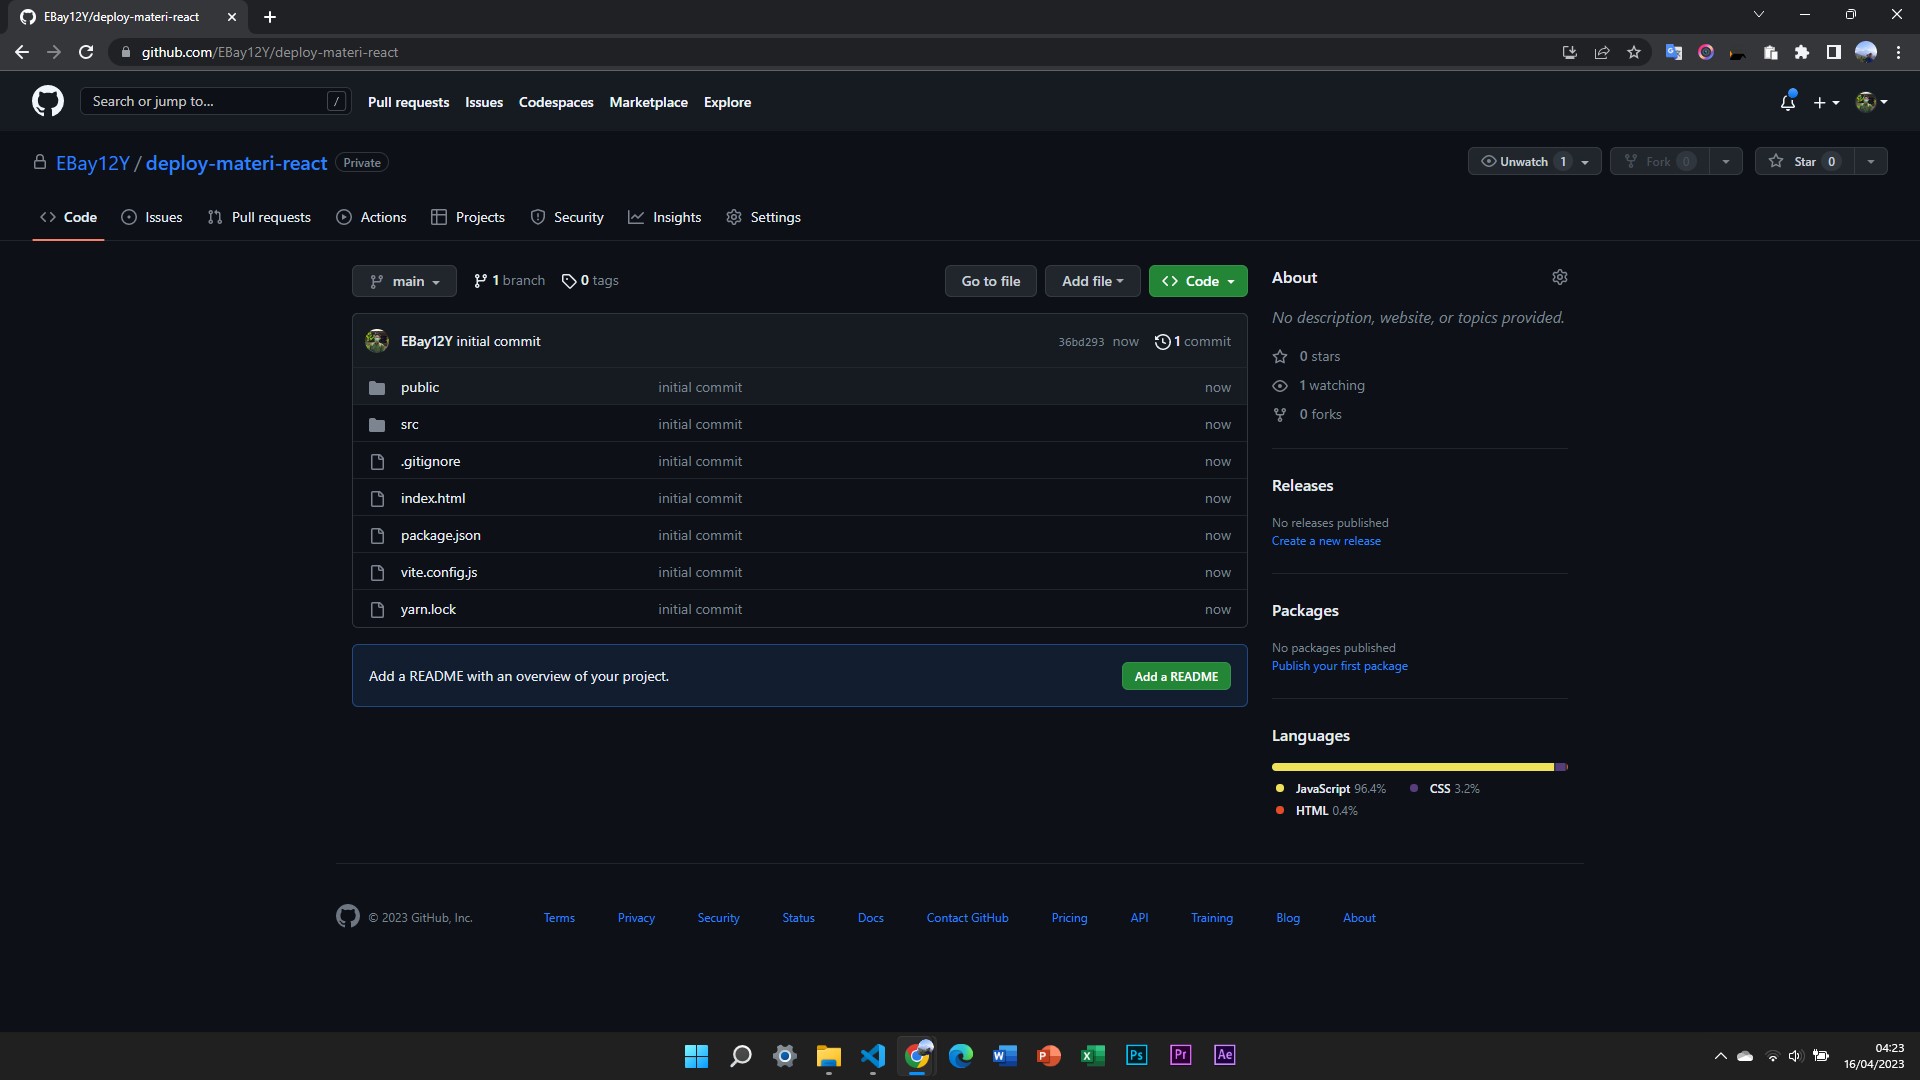 EBay12Y/deploy-materi-react
github.com/EBay12Y/deploy-materi-react
Search or jump to... /
Pull requests Issues Codespaces Marketplace Explore
EBay12Y / deploy-materi-react Private
Unwatch 1 Fork 0 Star 0
Code Issues Pull requests Actions Projects Security Insights Settings
main 1 branch 0 tags Go to file Add file Code
EBay12Y initial commit 36bd293 now 1 commit
public initial commit now
src initial commit now
.gitignore initial commit now
index.html initial commit now
package.json initial commit now
vite.config.js initial commit now
yarn.lock initial commit now
Add a README with an overview of your project. Add a README
About
No description, website, or topics provided.
0 stars
1 watching
0 forks
Releases
No releases published
Create a new release
Packages
No packages published
Publish your first package
Languages
JavaScript 96.4% CSS 3.2%
HTML 0.4%
© 2023 GitHub, Inc. Terms Privacy Security Status Docs Contact GitHub Pricing API Training Blog About
W P X Ps Pr Ae
04:23
16/04/2023